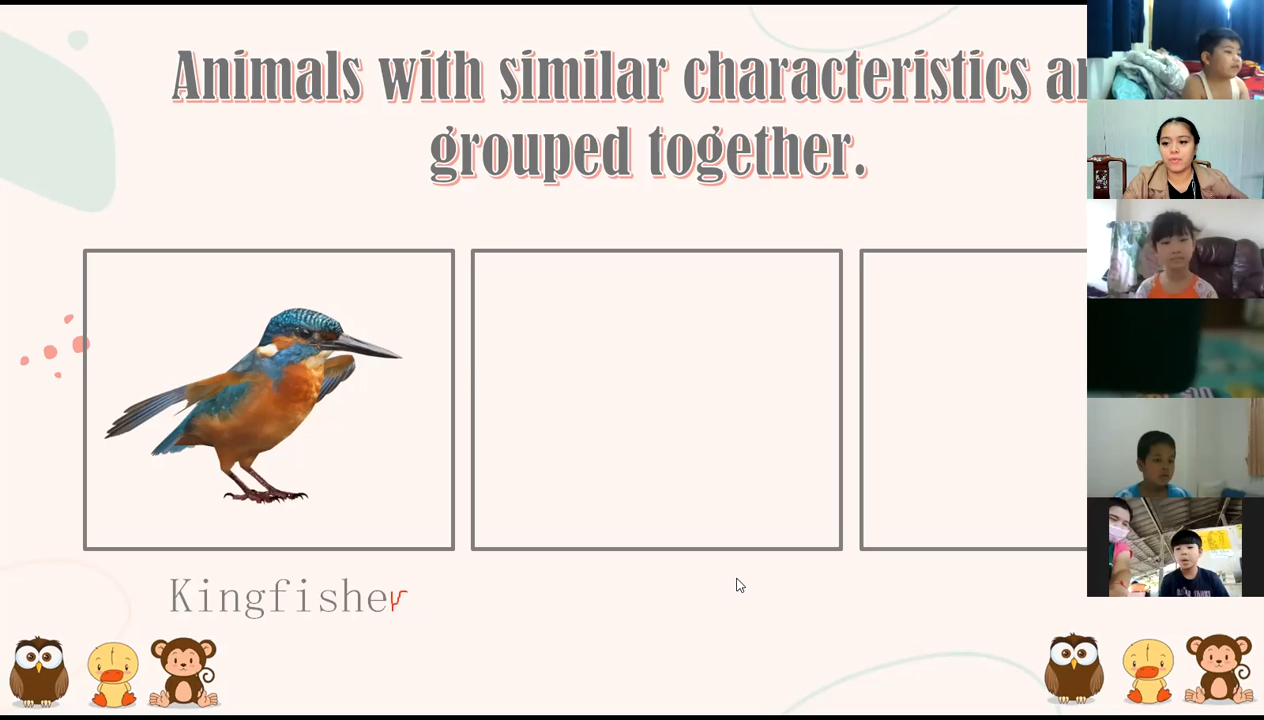 Animals with similar characteristics ar
grouped together.
Kingfisher